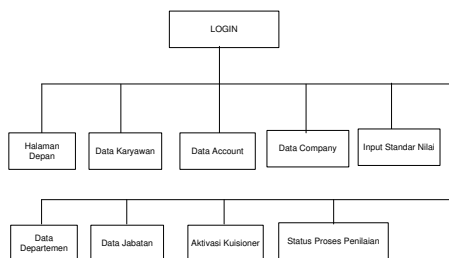 LOGIN
Halaman
Depan
Data Karyawan
Data Account
Data Company
Input Standar Nilai
Data
Departemen
Data Jabatan
Aktivasi Kuisioner
Status Proses Penilaian